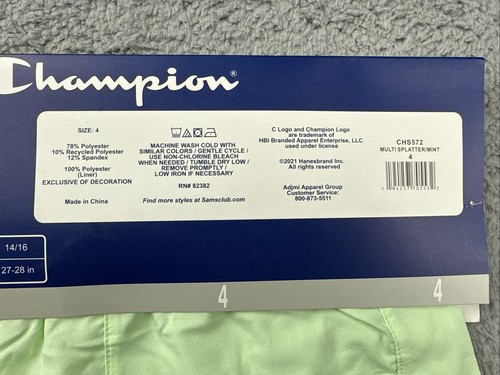 Champion®
SIZE: 4
78% Polyester
10% Recycled Polyester
12% Spandex
100% Polyester
(Liner)
EXCLUSIVE OF DECORATION
Made in China
MACHINE WASH COLD WITH
SIMILAR COLORS / GENTLE CYCLE /
USE NON-CHLORINE BLEACH
WHEN NEEDED / TUMBLE DRY LOW /
REMOVE PROMPTLY /
LOW IRON IF NECESSARY
RN# 82382
Find more styles at Samsclub.com
C Logo and Champion Logo
are trademark of
HBI Branded Apparel Enterprise, LLC
used under license
©2021 Hanesbrand Inc.
All rights reserved
Adjmi Apparel Group
Customer Service:
800-873-5511
CHS572
MULTI SPLATTER/MINT
4
14/16
27-28 in
4
4